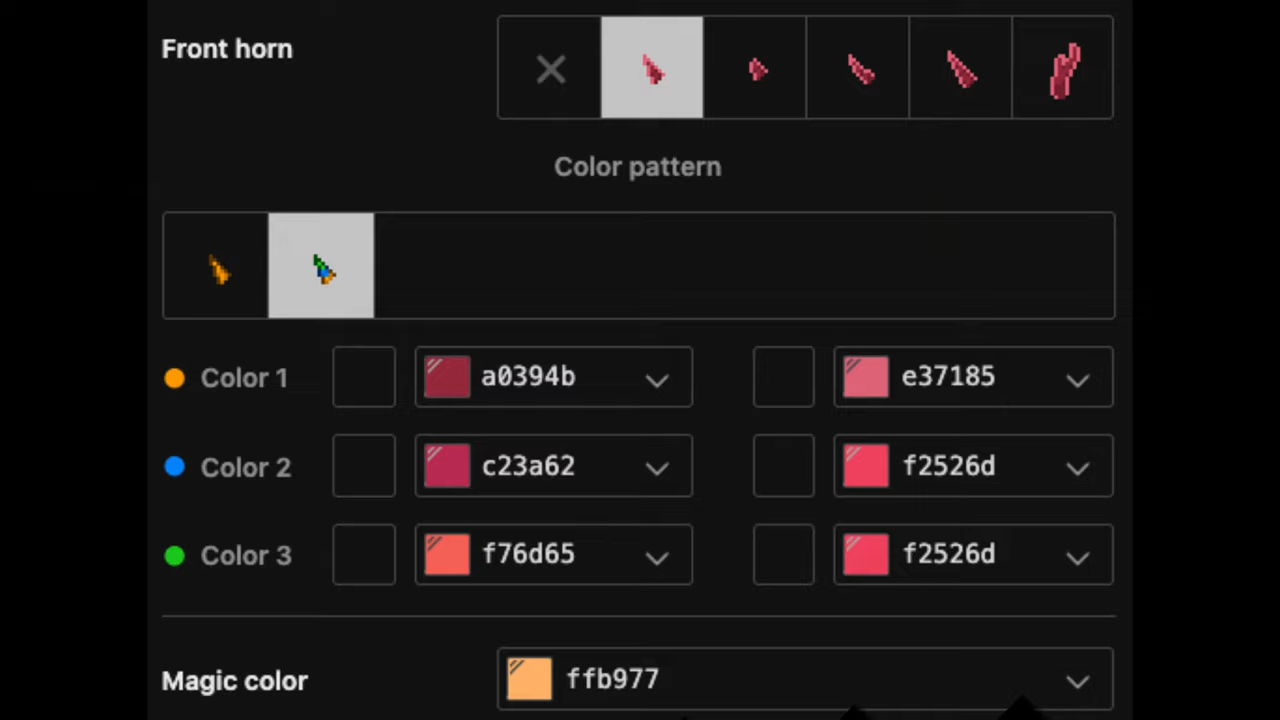 Front horn
Color pattern
Color 1 a0394b e37185
Color 2 c23a62 f2526d
Color 3 f76d65 f2526d
Magic color ffb977